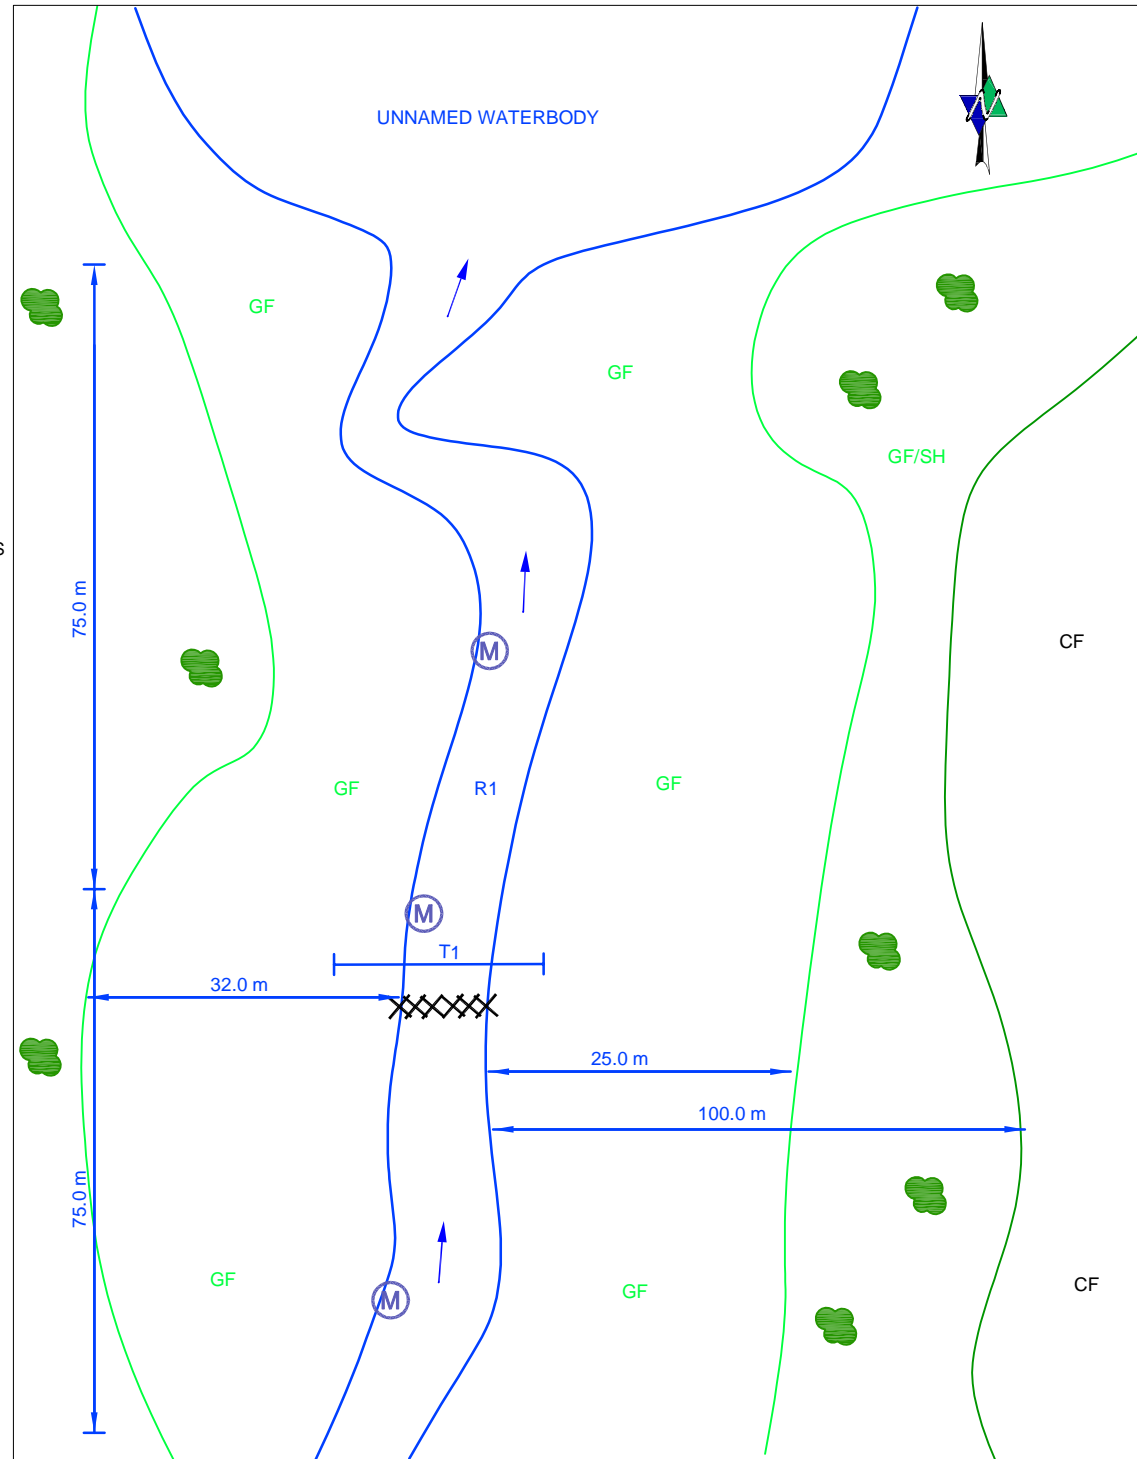 UNNAMED WATERBODY
N
GF
GF
GF/SH
s
75.0 m
CF
M
GF
R1
GF
M
T1
32.0 m
25.0 m
100.0 m
75.0 m
GF
GF
CF
M